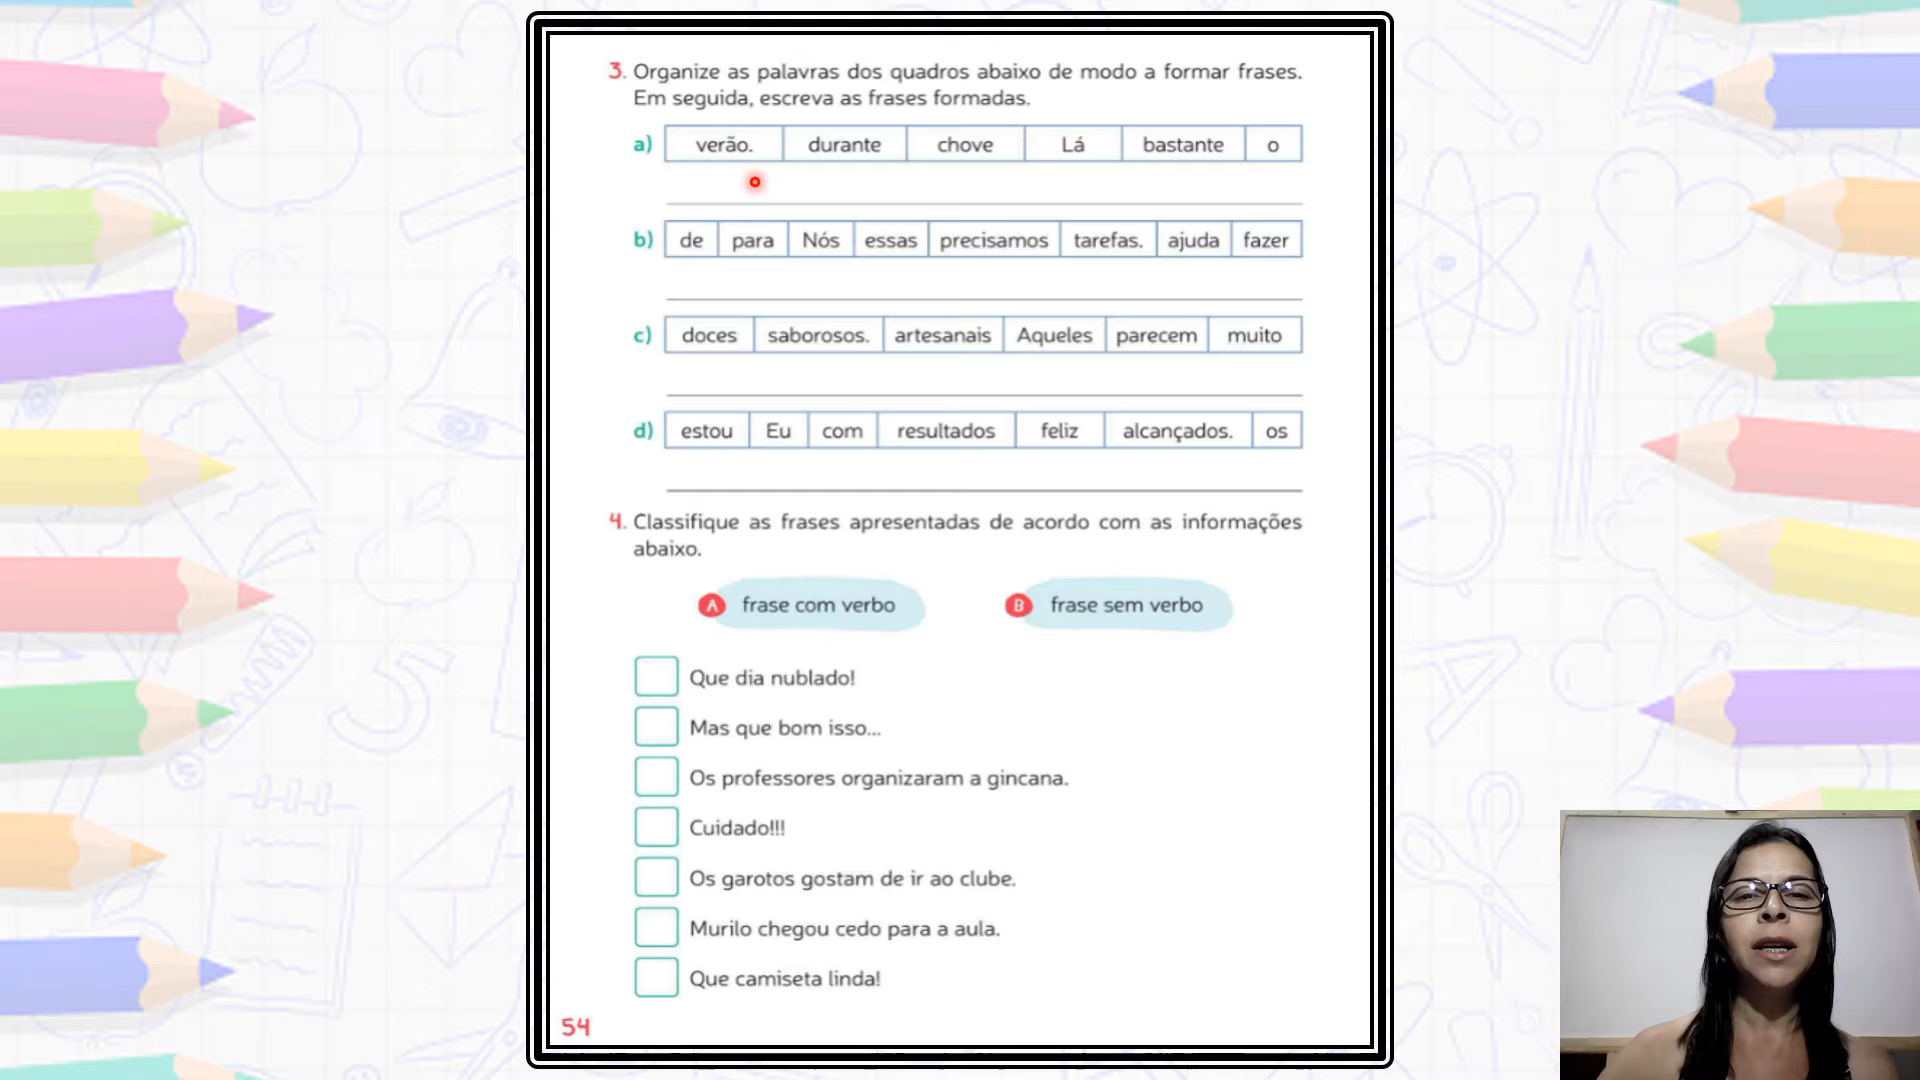 3. Organize as palavras dos quadros abaixo de modo a formar frases.
Em seguida, escreva as frases formadas.
a) verão. durante chove Lá bastante o
b) de para Nós essas precisamos tarefas. ajuda fazer
c) doces saborosos. artesanais Aqueles parecem muito
d) estou Eu com resultados feliz alcançados. os
4. Classifique as frases apresentadas de acordo com as informações
abaixo.
A frase com verbo B frase sem verbo
Que dia nublado!
Mas que bom isso...
Os professores organizaram a gincana.
Cuidado!!!
Os garotos gostam de ir ao clube.
Murilo chegou cedo para a aula.
Que camiseta linda!
54